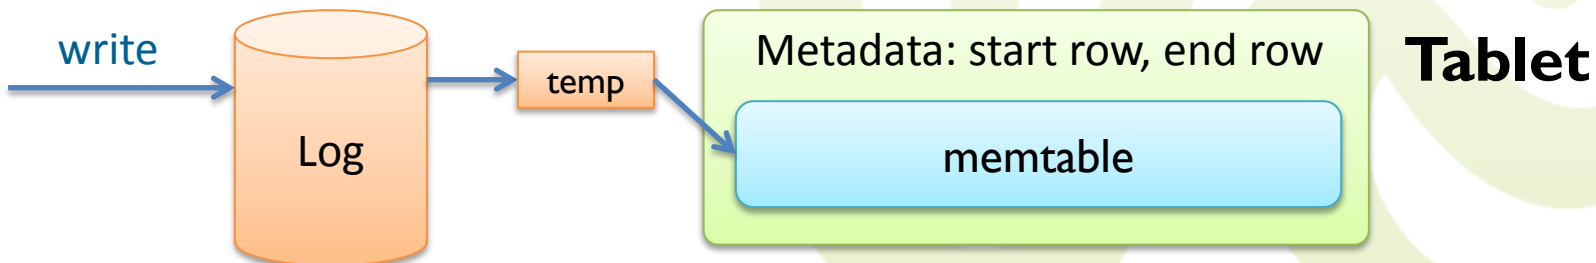 write
Log
temp
Metadata: start row, end row
memtable
Tablet